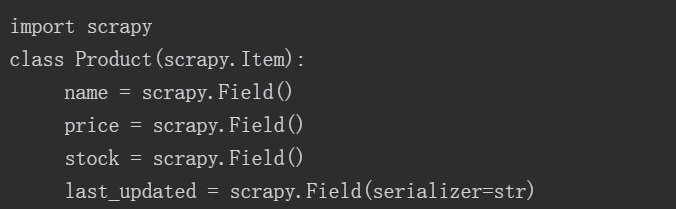 import scrapy
class Product(scrapy.Item):
    name = scrapy.Field()
    price = scrapy.Field()
    stock = scrapy.Field()
    last_updated = scrapy.Field(serializer=str)